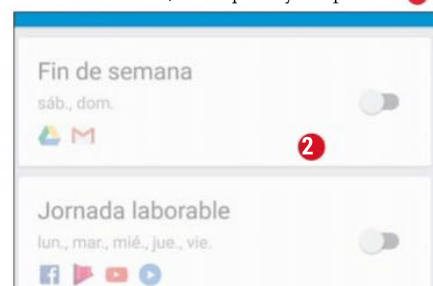 Fin de semana
sáb., dom.
2
Jornada laborable
lun., mar., mié., jue., vie.